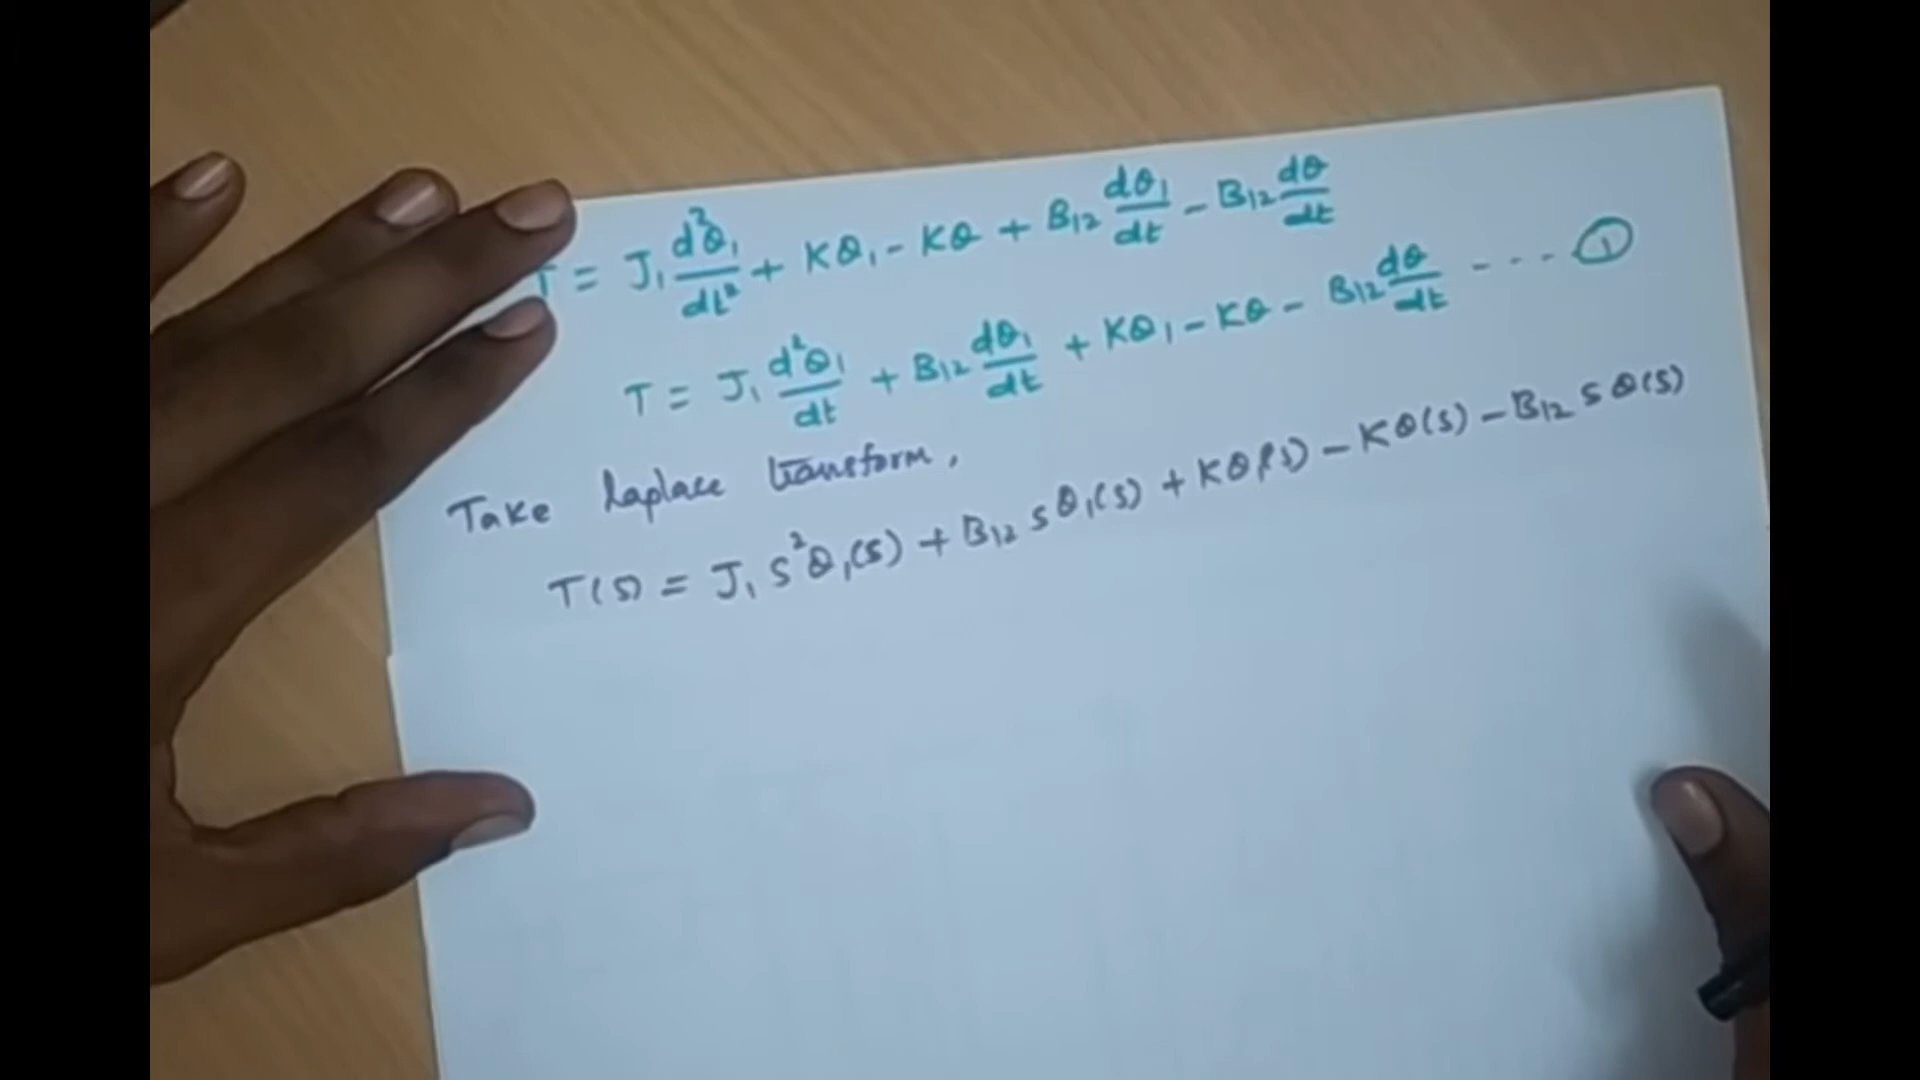 T = J₁ d²θ₁/dt² + Kθ₁ - Kθ + B₁₂ dθ₁/dt - B₁₂ dθ/dt
T = J₁ d²θ₁/dt + B₁₂ dθ₁/dt + Kθ₁ - Kθ - B₁₂ dθ/dt ---- ①
Take Laplace transform,
T(s) = J₁ s²θ₁(s) + B₁₂ sθ₁(s) + Kθ₁(s) - Kθ(s) - B₁₂ sθ(s)